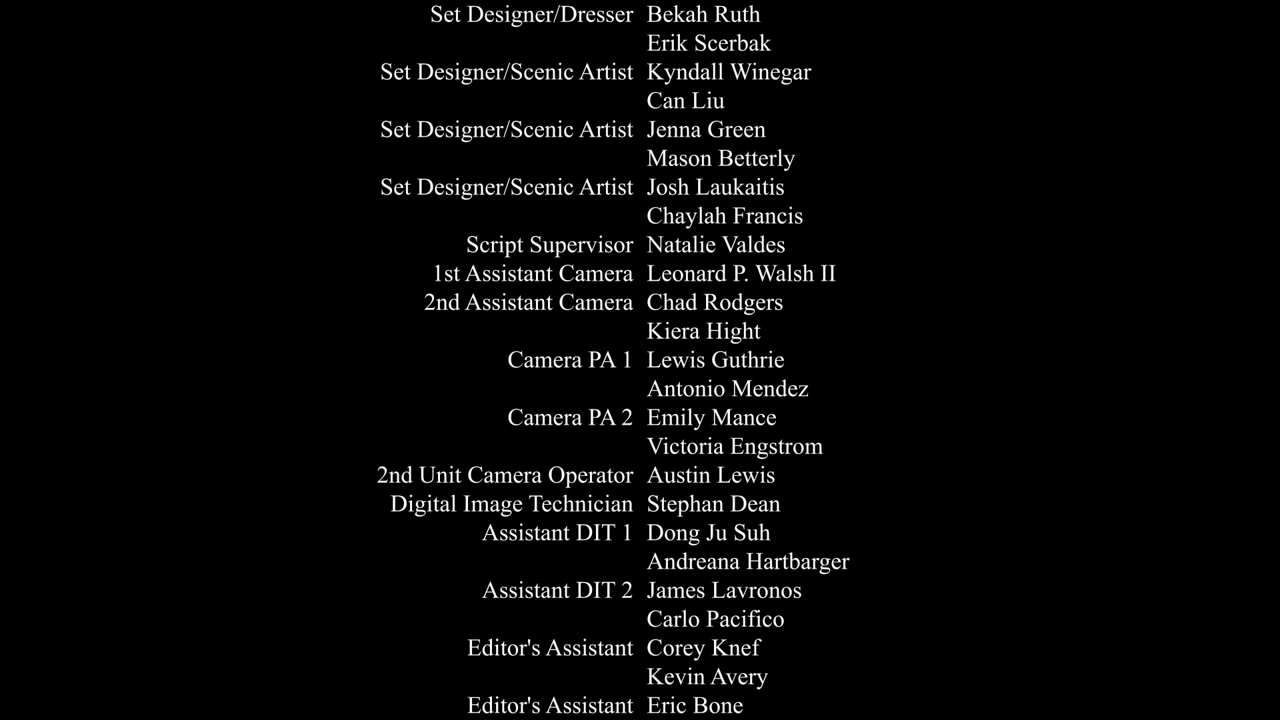 Set Designer/Dresser Bekah Ruth
Erik Scerbak
Set Designer/Scenic Artist Kyndall Winegar
Can Liu
Set Designer/Scenic Artist Jenna Green
Mason Betterly
Set Designer/Scenic Artist Josh Laukaitis
Chaylah Francis
Script Supervisor Natalie Valdes
1st Assistant Camera Leonard P. Walsh II
2nd Assistant Camera Chad Rodgers
Kiera Hight
Camera PA 1 Lewis Guthrie
Antonio Mendez
Camera PA 2 Emily Mance
Victoria Engstrom
2nd Unit Camera Operator Austin Lewis
Digital Image Technician Stephan Dean
Assistant DIT 1 Dong Ju Suh
Andreana Hartbarger
Assistant DIT 2 James Lavronos
Carlo Pacifico
Editor's Assistant Corey Knef
Kevin Avery
Editor's Assistant Eric Bone